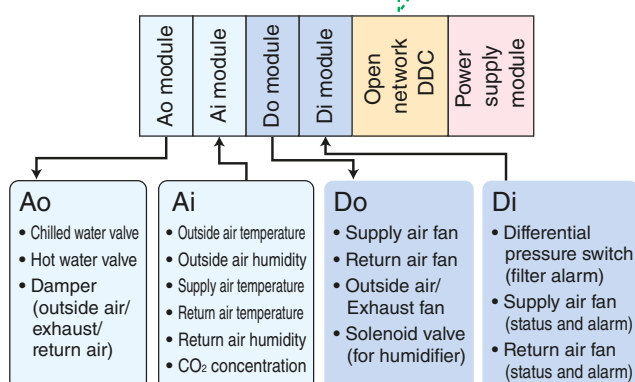 Ao module
Ai module
Do module
Di module
Open
network
DDC
Power
supply
module
Ao
• Chilled water valve
• Hot water valve
• Damper
(outside air/
exhaust/
return air)
Ai
• Outside air temperature
• Outside air humidity
• Supply air temperature
• Return air temperature
• Return air humidity
• CO₂ concentration
Do
• Supply air fan
• Return air fan
• Outside air/
Exhaust fan
• Solenoid valve
(for humidifier)
Di
• Differential
pressure switch
(filter alarm)
• Supply air fan
(status and alarm)
• Return air fan
(status and alarm)